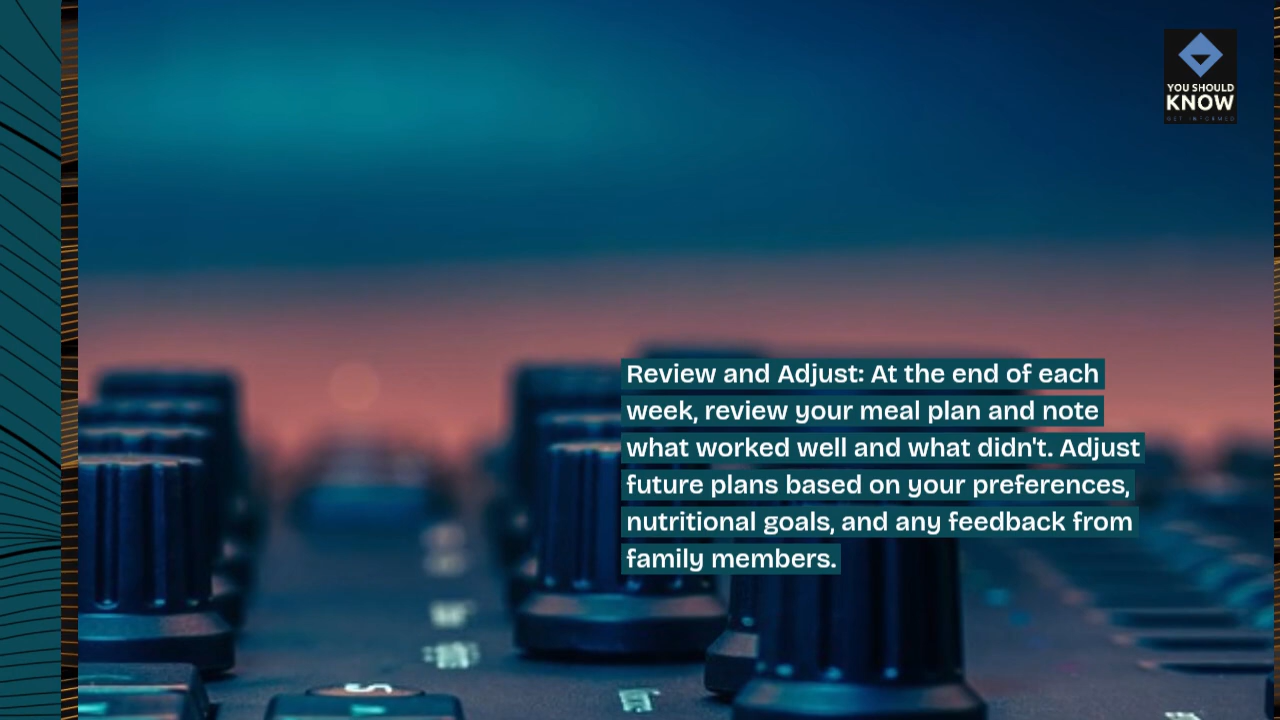 YOU SHOULD
KNOW
GET INFORMED
Review and Adjust: At the end of each
week, review your meal plan and note
what worked well and what didn't. Adjust
future plans based on your preferences,
nutritional goals, and any feedback from
family members.